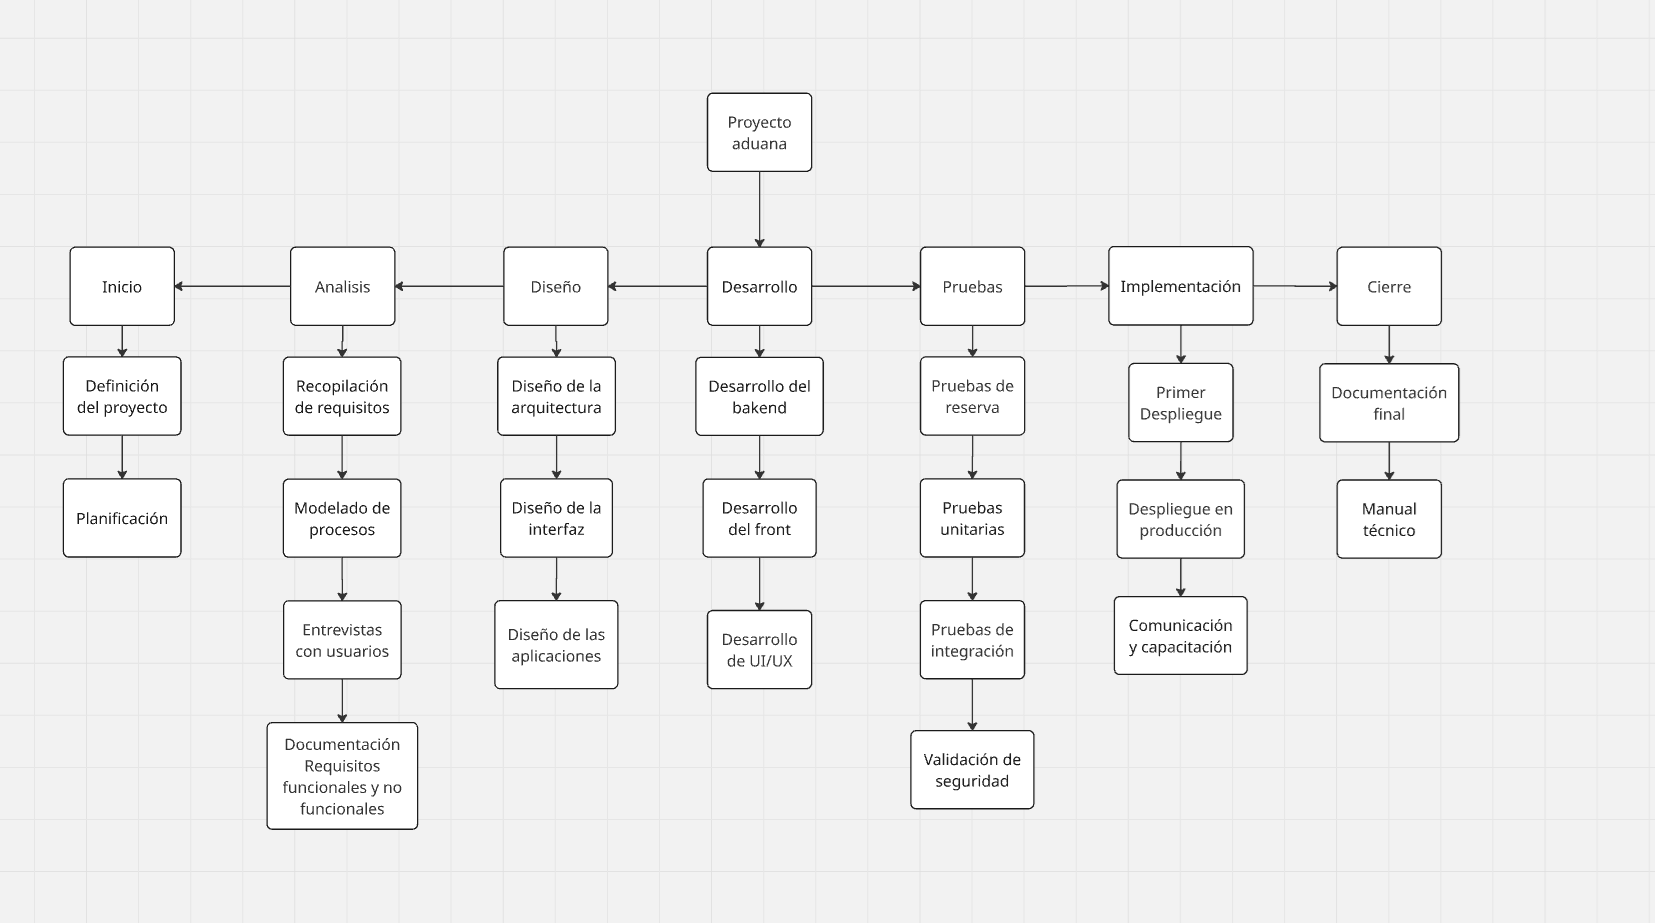 Proyecto
aduana
Inicio
Analisis
Diseño
Desarrollo
Pruebas
Implementación
Cierre
Definición
del proyecto
Recopilación
de requisitos
Diseño de la
arquitectura
Desarrollo del
bakend
Pruebas de
reserva
Primer
Despliegue
Documentación
final
Planificación
Modelado de
procesos
Diseño de la
interfaz
Desarrollo
del front
Pruebas
unitarias
Despliegue en
producción
Manual
técnico
Entrevistas
con usuarios
Diseño de las
aplicaciones
Desarrollo
de UI/UX
Pruebas de
integración
Comunicación
y capacitación
Documentación
Requisitos
funcionales y no
funcionales
Validación de
seguridad